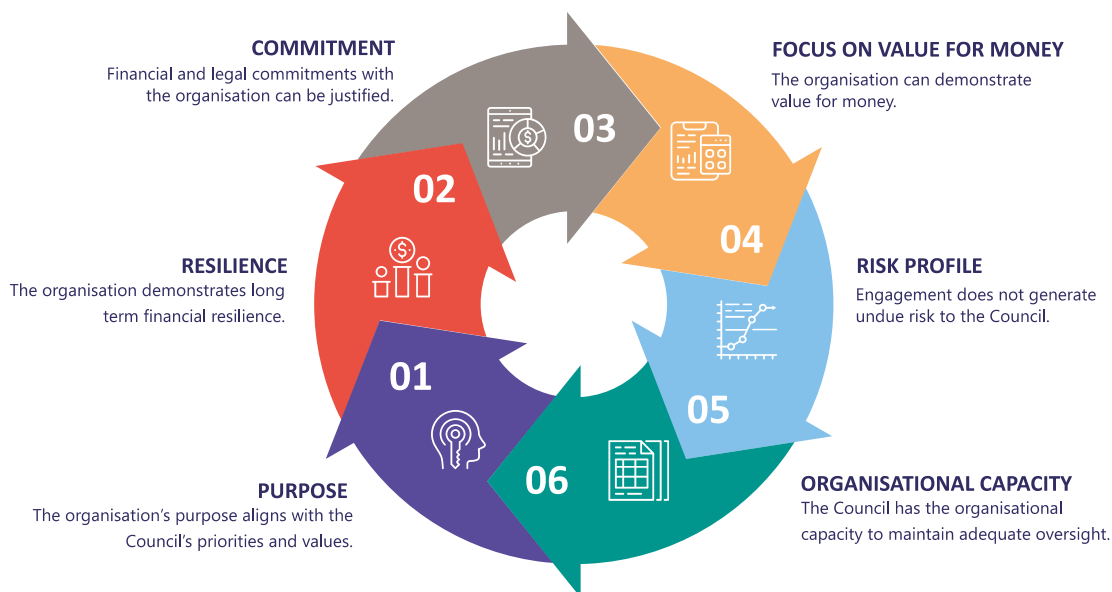 COMMITMENT
Financial and legal commitments with
the organisation can be justified.
03
FOCUS ON VALUE FOR MONEY
The organisation can demonstrate
value for money.
02
04
RESILIENCE
The organisation demonstrates long
term financial resilience.
RISK PROFILE
Engagement does not generate
undue risk to the Council.
01
05
PURPOSE
The organisation's purpose aligns with the
Council's priorities and values.
06
ORGANISATIONAL CAPACITY
The Council has the organisational
capacity to maintain adequate oversight.